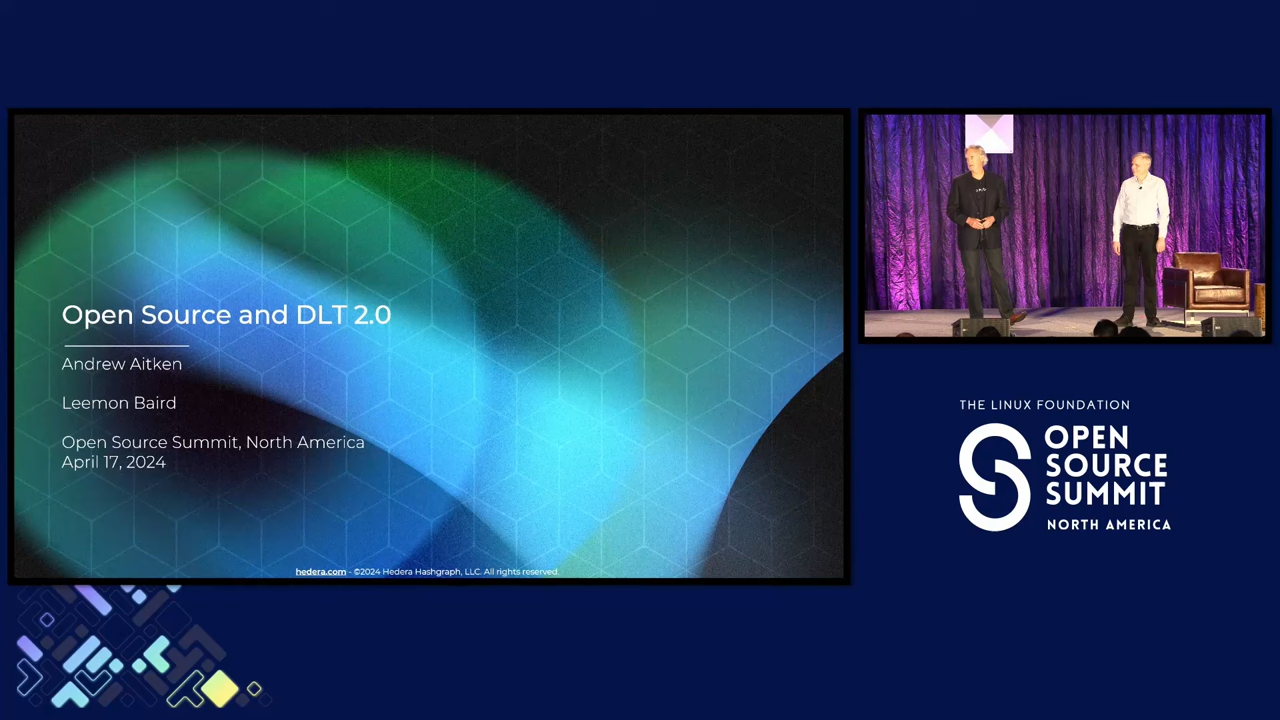 Open Source and DLT 2.0
Andrew Aitken
Leemon Baird
Open Source Summit, North America
April 17, 2024
hedera.com - ©2024 Hedera Hashgraph, LLC. All rights reserved.
THE LINUX FOUNDATION
OPEN
SOURCE
SUMMIT
NORTH AMERICA